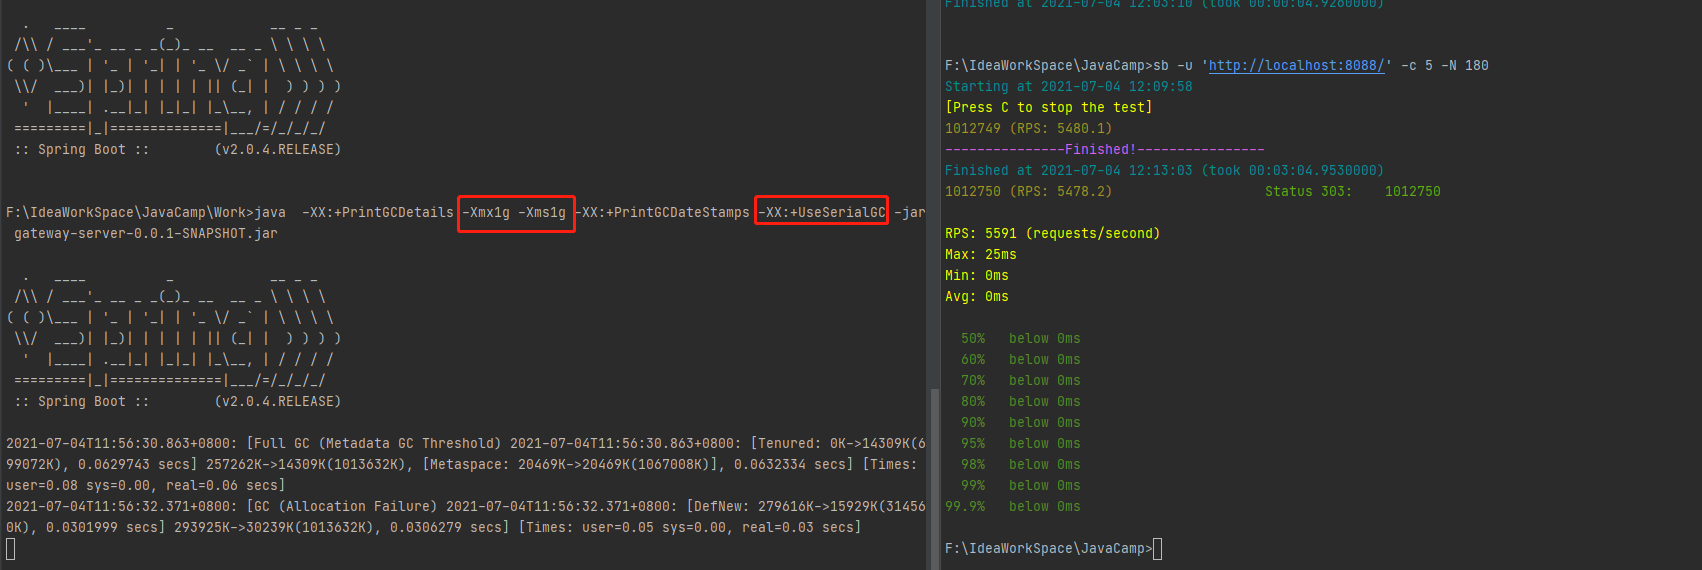 .   ____          _            __ _ _
 /\\ / ___'_ __ _ _(_)_ __  __ _ \ \ \ \
( ( )\___ | '_ | '_| | '_ \/ _` | \ \ \ \
 \\/  ___)| |_)| | | | | || (_| |  ) ) ) )
  '  |____| .__|_| |_|_| |_\__, | / / / /
 =========|_|==============|___/=/_/_/_/
 :: Spring Boot ::        (v2.0.4.RELEASE)
F:\IdeaWorkSpace\JavaCamp\Work>java  -XX:+PrintGCDetails -Xmx1g -Xms1g -XX:+PrintGCDateStamps -XX:+UseSerialGC -jar
 gateway-server-0.0.1-SNAPSHOT.jar
  .   ____          _            __ _ _
 /\\ / ___'_ __ _ _(_)_ __  __ _ \ \ \ \
( ( )\___ | '_ | '_| | '_ \/ _` | \ \ \ \
 \\/  ___)| |_)| | | | | || (_| |  ) ) ) )
  '  |____| .__|_| |_|_| |_\__, | / / / /
 =========|_|==============|___/=/_/_/_/
 :: Spring Boot ::        (v2.0.4.RELEASE)
2021-07-04T11:56:30.863+0800: [Full GC (Metadata GC Threshold) 2021-07-04T11:56:30.863+0800: [Tenured: 0K->14309K(6
99072K), 0.0629743 secs] 257262K->14309K(1013632K), [Metaspace: 20469K->20469K(1067008K)], 0.0632334 secs] [Times:
user=0.08 sys=0.00, real=0.06 secs]
2021-07-04T11:56:32.371+0800: [GC (Allocation Failure) 2021-07-04T11:56:32.371+0800: [DefNew: 279616K->15929K(31456
0K), 0.0301999 secs] 293925K->30239K(1013632K), 0.0306279 secs] [Times: user=0.05 sys=0.00, real=0.03 secs]
Finished at 2021-07-04 12:03:10 (took 00:00:04.9260000)
F:\IdeaWorkSpace\JavaCamp>sb -u 'http://localhost:8088/' -c 5 -N 180
Starting at 2021-07-04 12:09:58
[Press C to stop the test]
1012749 (RPS: 5480.1)
---------------Finished!----------------
Finished at 2021-07-04 12:13:03 (took 00:03:04.9530000)
1012750 (RPS: 5478.2)                   Status 303:    1012750
RPS: 5591 (requests/second)
Max: 25ms
Min: 0ms
Avg: 0ms
  50%   below 0ms
  60%   below 0ms
  70%   below 0ms
  80%   below 0ms
  90%   below 0ms
  95%   below 0ms
  98%   below 0ms
  99%   below 0ms
99.9%   below 0ms
F:\IdeaWorkSpace\JavaCamp>